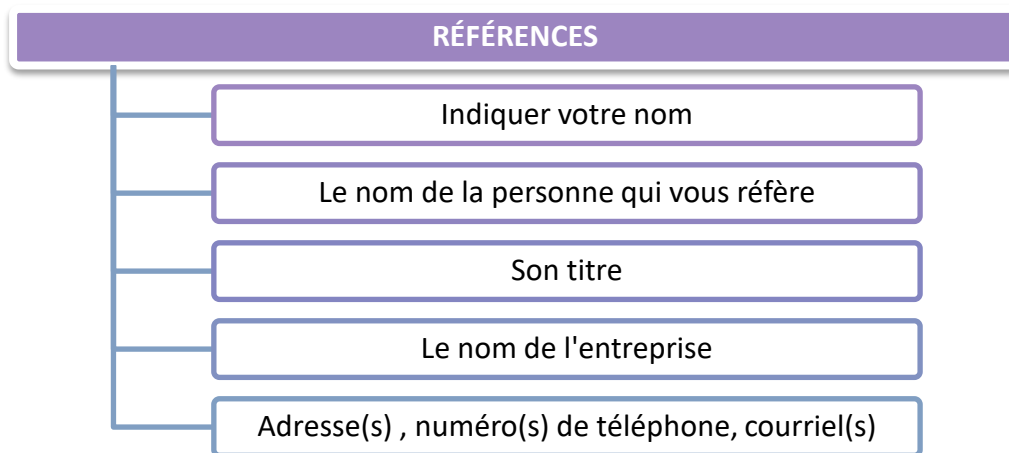 RÉFÉRENCES
Indiquer votre nom
Le nom de la personne qui vous réfère
Son titre
Le nom de l'entreprise
Adresse(s) , numéro(s) de téléphone, courriel(s)